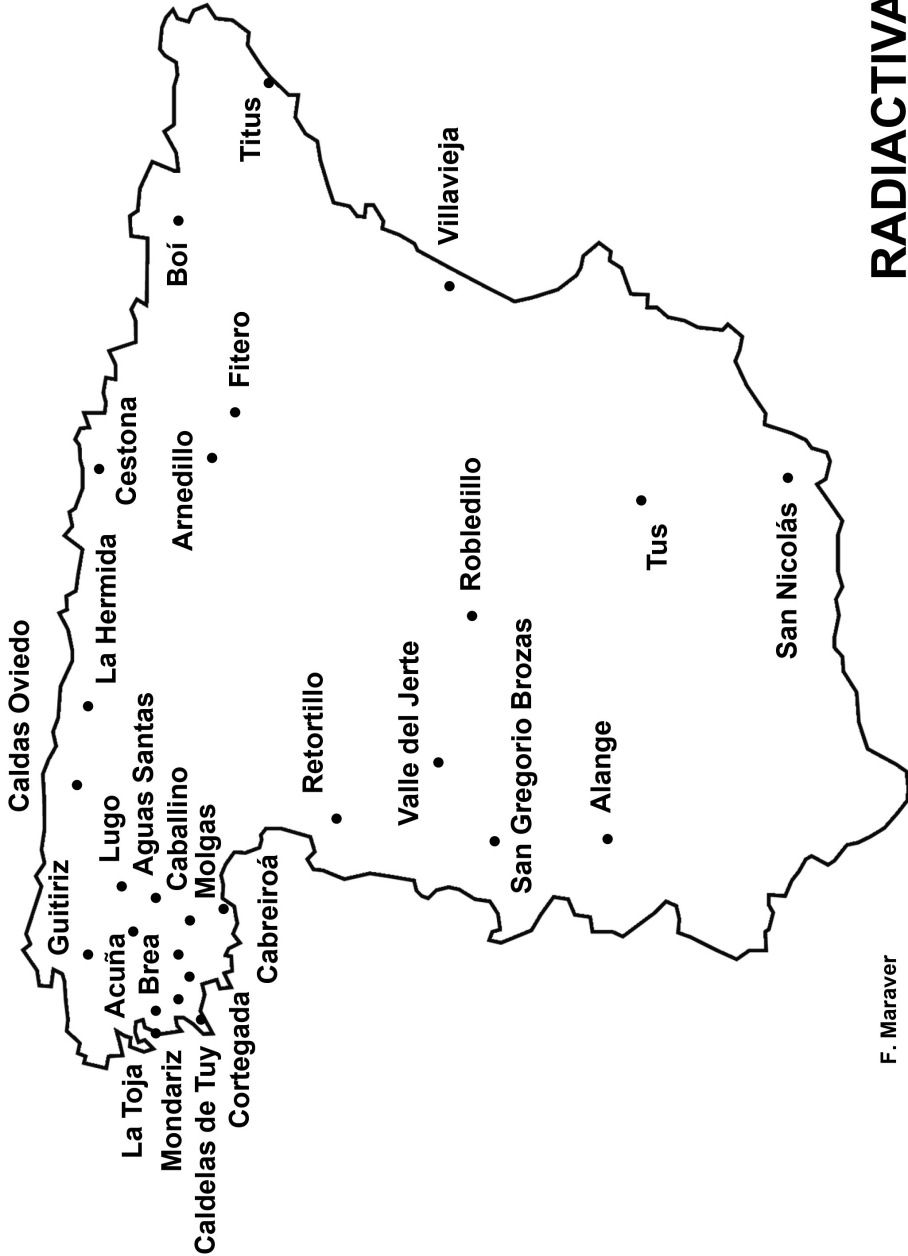 Caldas Oviedo
Guitiriz
Lugo
La Hermida
Cestona
Acuña
Aguas Santas
Brea
Caballino
Molgas
La Toja
Mondariz
Caldelas de Tuy
Cortegada
Cabreiroá
Arnedillo
Fitero
Boí
Titus
Retortillo
Valle del Jerte
Robledillo
Villavieja
San Gregorio Brozas
Alange
Tus
San Nicolás
F. Maraver
RADIACTIVA